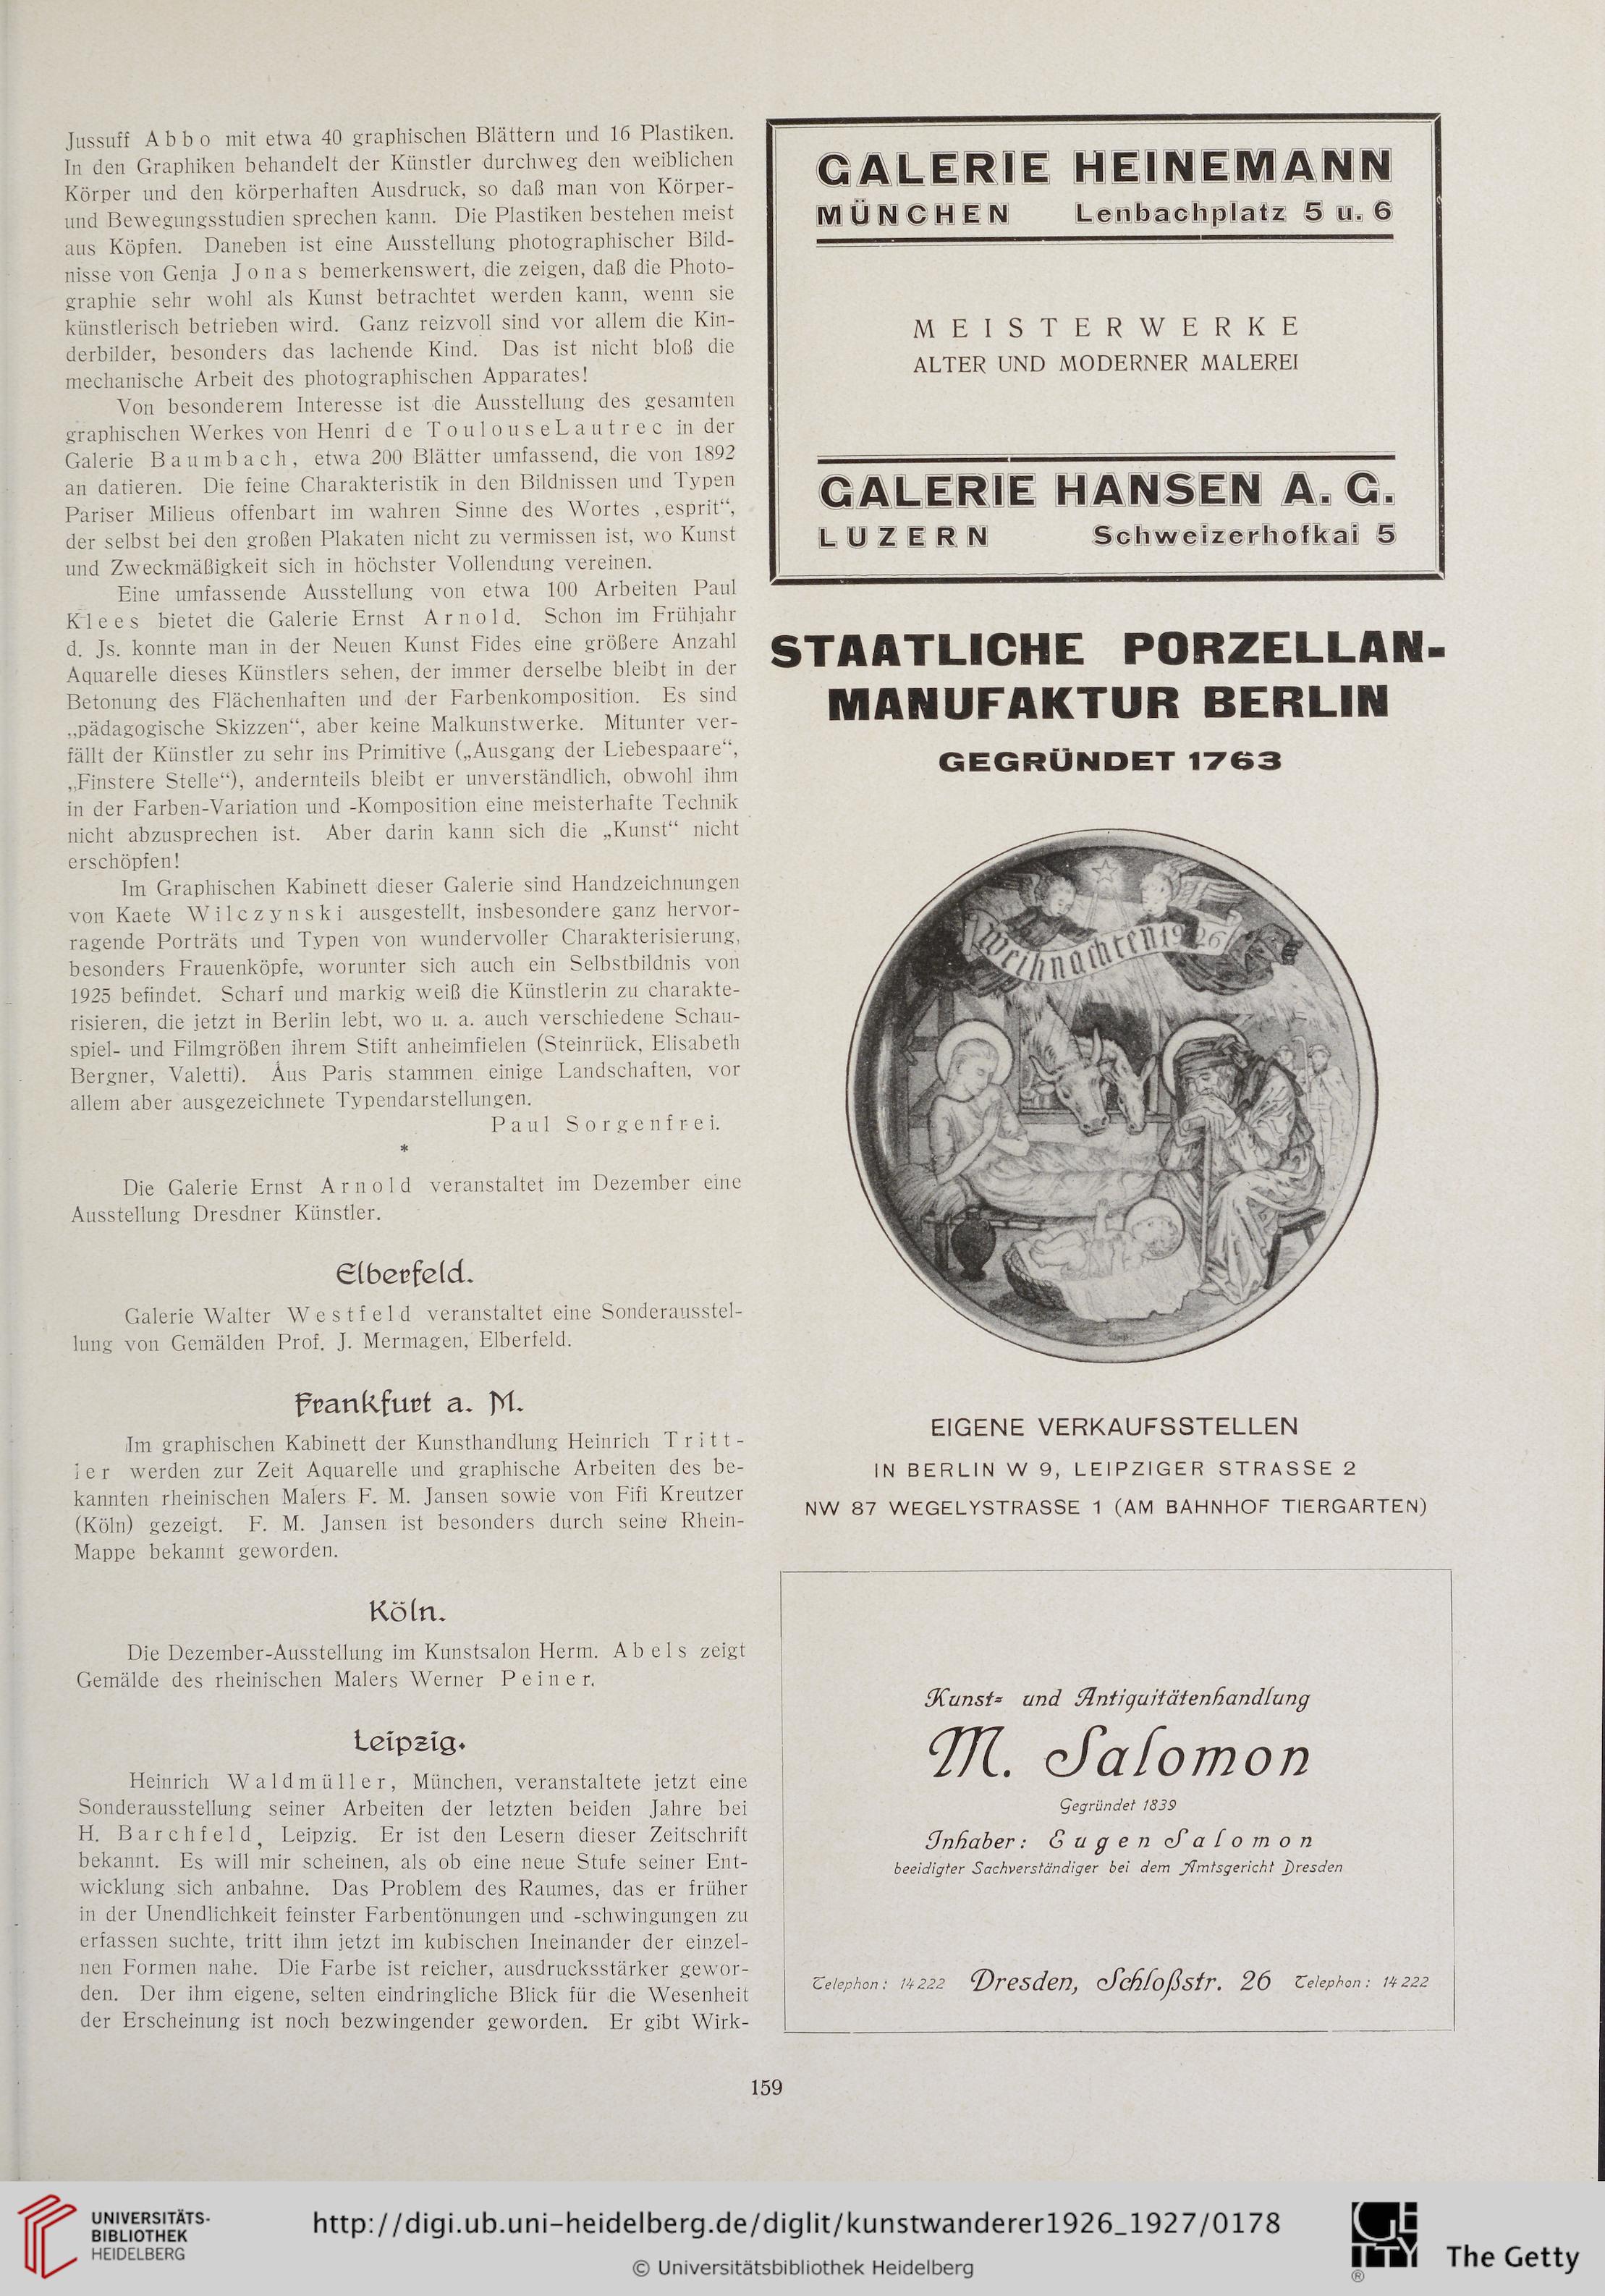 Jussuff Abbo mit etwa 40 graphischen Blättern und 16 Plastiken.
In den Graphiken behandelt der Künstler durchweg den weiblichen
Körper und den körperhaften Ausdruck, so daß man von Körper-
und Bewegungsstudien sprechen kann. Die Plastiken bestehen meist
aus Köpfen. Daneben ist eine Ausstellung photographischer Bild-
nisse von Genja Jonas bemerkenswert, die zeigen, daß die Photo-
graphie sehr wohl als Kunst betrachtet werden kann, wenn sie
künstlerisch betrieben wird. Ganz reizvoll sind vor allem die Kin-
derbilder, besonders das lachende Kind. Das ist nicht bloß die
mechanische Arbeit des photographischen Apparates!
Von besonderem Interesse ist die Ausstellung des gesamten
graphischen Werkes von Henri de ToulouseLautrec in der
Galerie Baumbach, etwa 200 Blätter umfassend, die von 1892
an datieren. Die feine Charakteristik in den Bildnissen und Typen
Pariser Milieus offenbart im wahren Sinne des Wortes „esprit“,
der selbst bei den großen Plakaten nicht zu vermissen ist, wo Kunst
und Zweckmäßigkeit sich in höchster Vollendung vereinen.
Eine umfassende Ausstellung von etwa 100 Arbeiten Paul
Klees bietet die Galerie Ernst Arnold. Schon im Frühjahr
d. Js. konnte man in der Neuen Kunst Fides eine größere Anzahl
Aquarelle dieses Künstlers sehen, der immer derselbe bleibt in der
Betonung des Flächenhaften und der Farbenkomposition. Es sind
„pädagogische Skizzen“, aber keine Malkunstwerke. Mitunter ver-
fällt der Künstler zu sehr ins Primitive („Ausgang der Liebespaare“,
„Finstere Stelle“), andernteils bleibt er unverständlich, obwohl ihm
in der Farben-Variation und -Komposition eine meisterhafte Technik
nicht abzusprechen ist. Aber darin kann sich die „Kunst“ nicht
erschöpfen!
Im Graphischen Kabinett dieser Galerie sind Handzeichnungen
von Kaete Wilczynski ausgestellt, insbesondere ganz hervor-
ragende Porträts und Typen von wundervoller Charakterisierung,
besonders Frauenköpfe, worunter sich auch ein Selbstbildnis von
1925 befindet. Scharf und markig weiß die Künstlerin zu charakte-
risieren, die jetzt in Berlin lebt, wo u. a. auch verschiedene Schau-
spiel- und Filmgrößen ihrem Stift anheimfielen (Steinrück, Elisabeth
Bergner, Valetti). Aus Paris stammen einige Landschaften, vor
allem aber ausgezeichnete Typendarstellungen.
Paul Sorgenfrei.
*
Die Galerie Ernst Arnold veranstaltet im Dezember eine
Ausstellung Dresdner Künstler.
Elberfeld.
Galerie Walter Westfeld veranstaltet eine Sonderausstel-
lung von Gemälden Prof. J. Mermagen, Elberfeld.
Frankfurt a. M.
Im graphischen Kabinett der Kunsthandlung Heinrich Tritt-
ler werden zur Zeit Aquarelle und graphische Arbeiten des be-
kannten rheinischen Malers F. M. Jansen sowie von Fifi Kreutzer
(Köln) gezeigt. F. M. Jansen ist besonders durch seine Rhein-
Mappe bekannt geworden.
Köln.
Die Dezember-Ausstellung im Kunstsalon Herm. Abels zeigt
Gemälde des rheinischen Malers Werner Peiner.
Leipzig.
Heinrich Waldmüller, München, veranstaltete jetzt eine
Sonderausstellung seiner Arbeiten der letzten beiden Jahre bei
H. Barchfeld, Leipzig. Er ist den Lesern dieser Zeitschrift
bekannt. Es will mir scheinen, als ob eine neue Stufe seiner Ent-
wicklung sich anbahne. Das Problem des Raumes, das er früher
in der Unendlichkeit feinster Farbentönungen und -schwingungen zu
erfassen suchte, tritt ihm jetzt im kubischen Ineinander der einzel-
nen Formen nahe. Die Farbe ist reicher, ausdrucksstärker gewor-
den. Der ihm eigene, selten eindringliche Blick für die Wesenheit
der Erscheinung ist noch bezwingender geworden. Er gibt Wirk-
GALERIE HEINEMANN
MÜNCHEN Lenbachplatz 5 u. 6
MEISTERWERKE
ALTER UND MODERNER MALEREI
GALERIE HANSEN A. G.
LUZERN Schweizerhofkai 5
STAATLICHE PORZELLAN-
MANUFAKTUR BERLIN
GEGRÜNDET 1763
Weihnachten 1926
EIGENE VERKAUFSSTELLEN
IN BERLIN W 9, LEIPZIGER STRASSE 2
NW 87 WEGELYSTRASSE 1 (AM BAHNHOF TIERGARTEN)
Kunst- und Antiquitätenhandlung
M. Salomon
Gegründet 1839
Inhaber: Eugen Salomon
beeidigter Sachverständiger bei dem Amtsgericht Dresden
Telephon: 14222 Dresden, Schloßstr. 26 Telephon: 14222
159
UNIVERSITÄTS-
BIBLIOTHEK
HEIDELBERG
http://digi.ub.uni-heidelberg.de/diglit/kunstwanderer1926_1927/0178
© Universitätsbibliothek Heidelberg
GETTY
®
The Getty